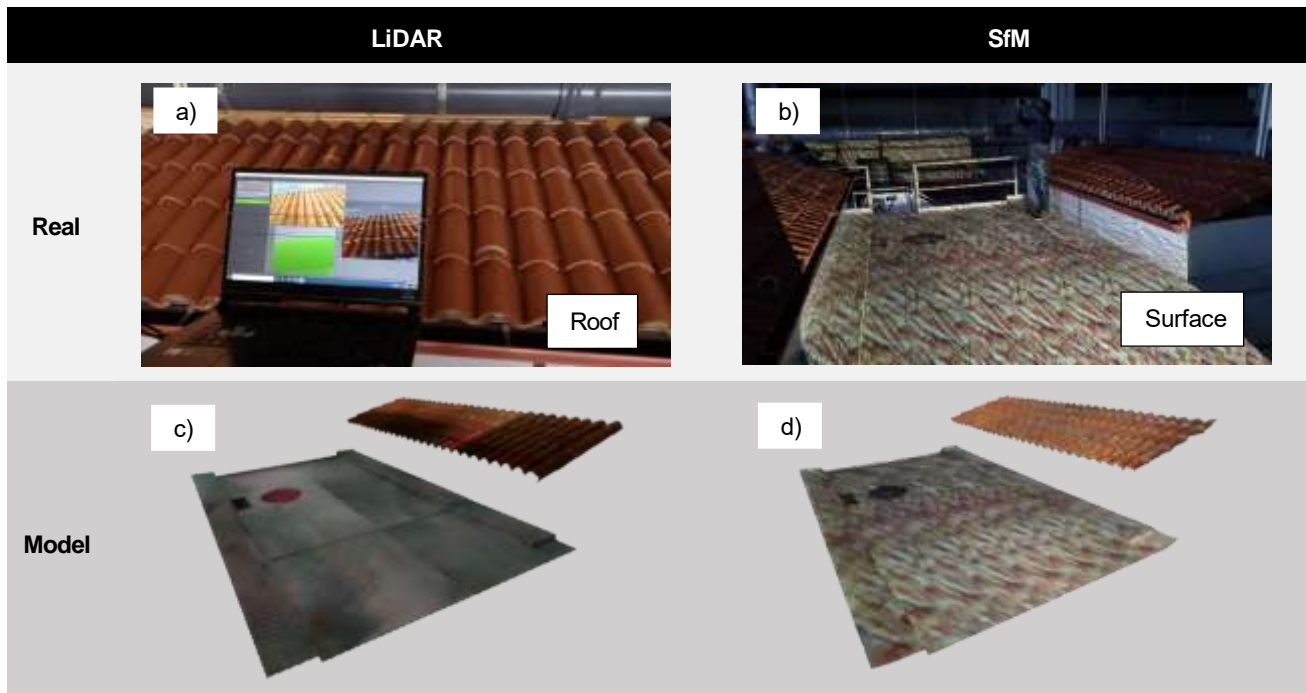 LiDAR
SfM
Real
a)
Roof
b)
Surface
Model
c)
d)